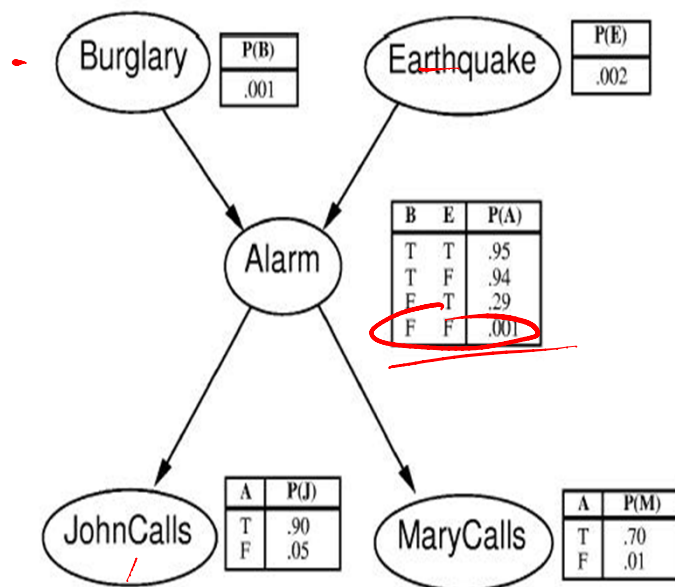 Burglary
P(B)
.001
Earthquake
P(E)
.002
Alarm
B E P(A)
T T .95
T F .94
F T .29
F F .001
JohnCalls
A P(J)
T .90
F .05
MaryCalls
A P(M)
T .70
F .01